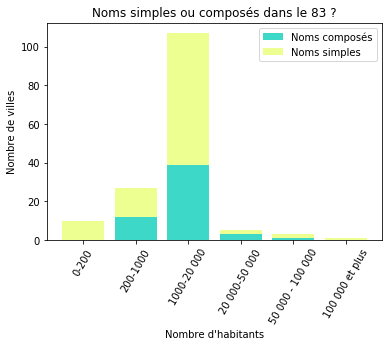 Noms simples ou composés dans le 83 ?
Noms composés
Noms simples
Nombre de villes
100
80
60
40
20
0
0-200
200-1000
1000-20 000
20 000-50 000
50 000 - 100 000
100 000 et plus
Nombre d'habitants